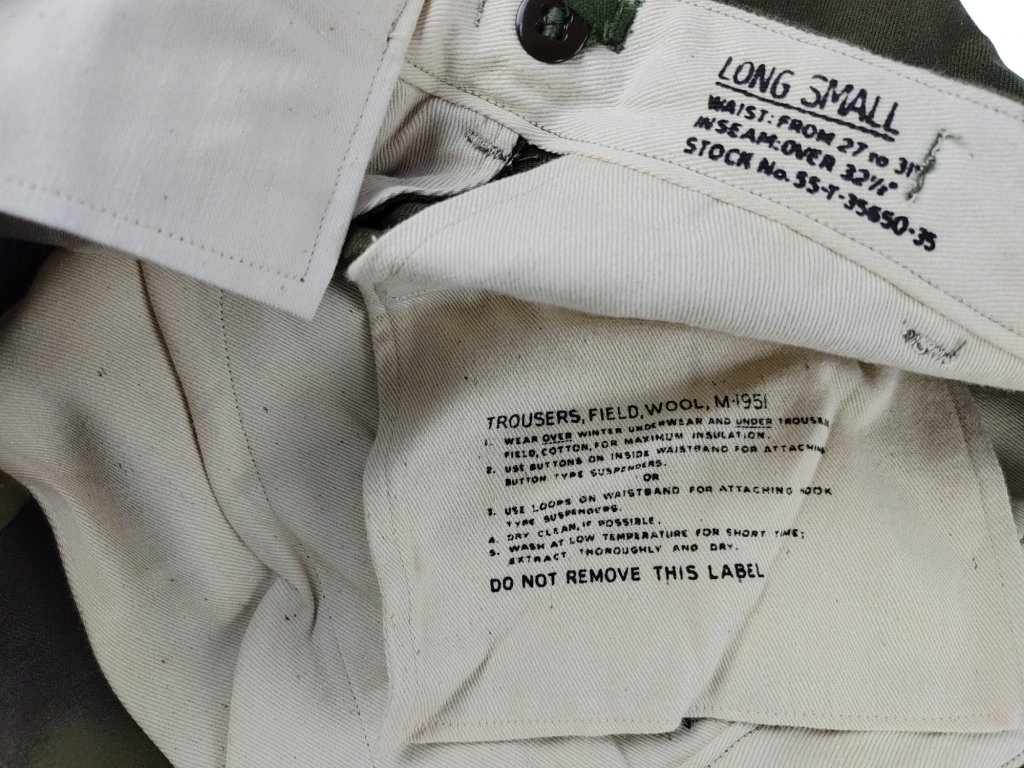 LONG SMALL
WAIST: FROM 27 TO 31"
INSEAM: OVER 32½"
STOCK No. 55-T-35650-35
TROUSERS, FIELD, WOOL, M-1951
1. WEAR OVER WINTER UNDERWEAR AND UNDER TROUSER
FIELD, COTTON, FOR MAXIMUM INSULATION.
2. USE BUTTONS ON INSIDE WAISTBAND FOR ATTACHING
BUTTON TYPE SUSPENDERS.
OR
3. USE LOOPS ON WAISTBAND FOR ATTACHING HOOK
TYPE SUSPENDERS.
4. DRY CLEAN, IF POSSIBLE.
5. WASH AT LOW TEMPERATURE FOR SHORT TIME;
EXTRACT THOROUGHLY AND DRY.
DO NOT REMOVE THIS LABEL